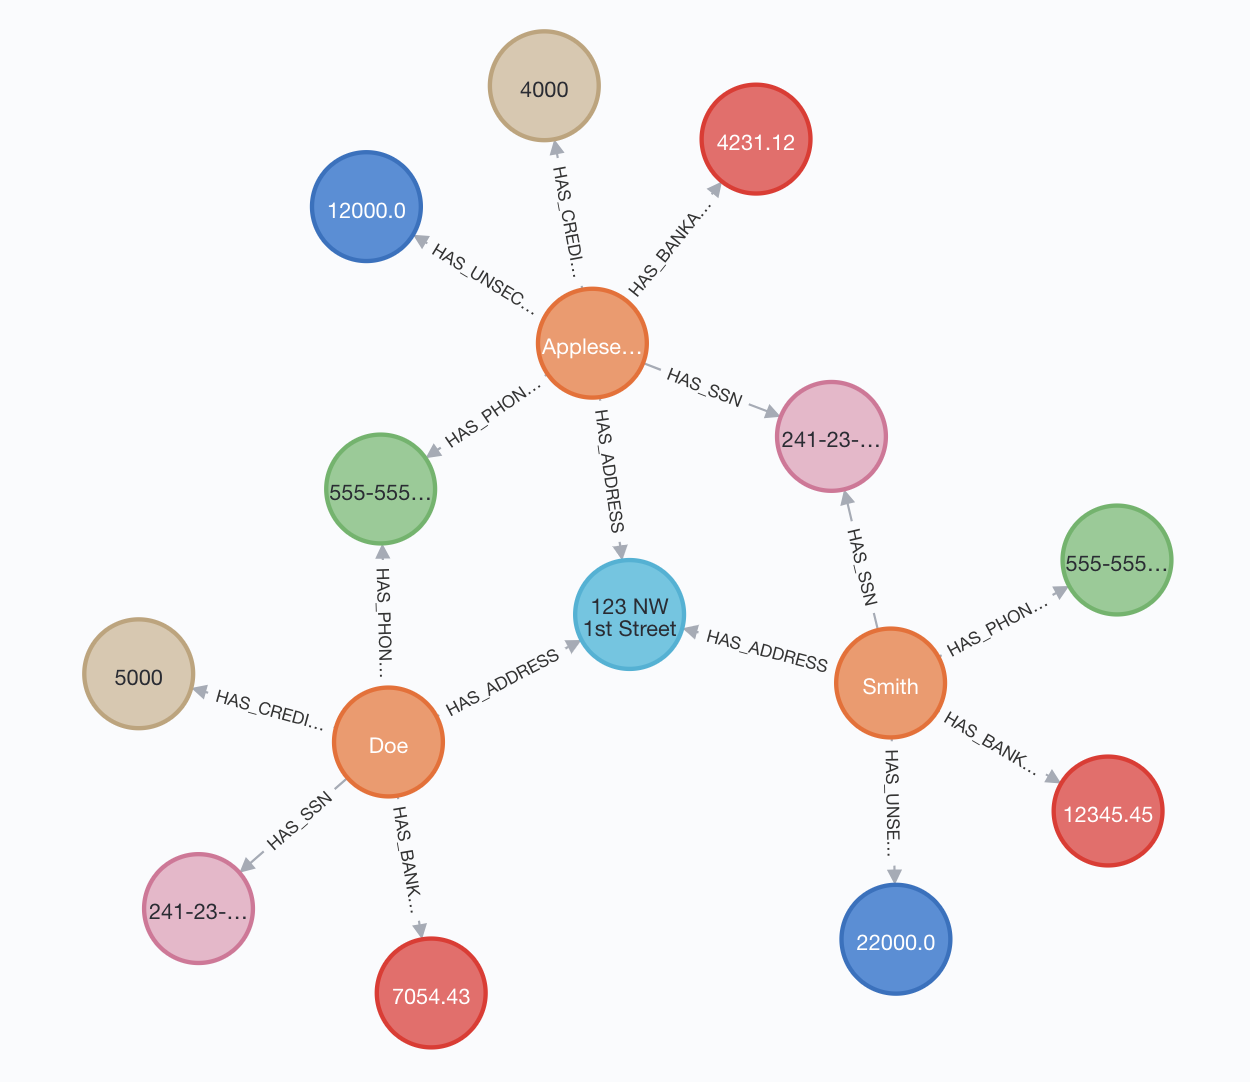 4000
4231.12
12000.0
HAS_CREDI...
HAS_BANKA...
HAS_UNSEC...
Applese...
HAS_SSN
HAS_PHON...
HAS_ADDRESS
241-23-...
555-555...
HAS_SSN
555-555...
HAS_PHON...
123 NW
1st Street
HAS_PHON...
HAS_ADDRESS
HAS_ADDRESS
5000
HAS_CREDI...
Smith
Doe
HAS_BANK...
HAS_SSN
HAS_BANK...
HAS_UNSE...
12345.45
241-23-...
22000.0
7054.43